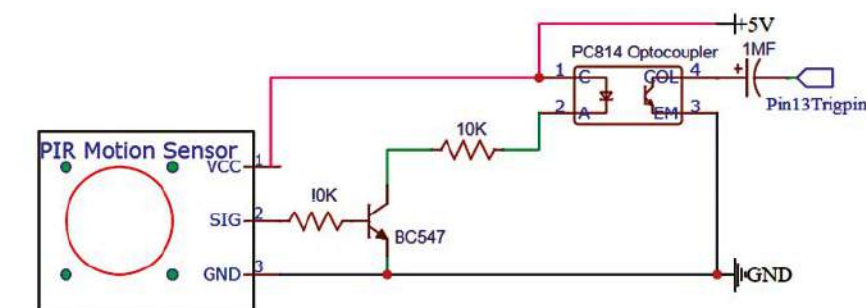 +5V
PC814 Optocoupler
1MF
1 C COL 4 +
Pin13Trigpin
2 A EM 3
10K
PIR Motion Sensor
VCC 1
!0K
SIG 2
BC547
GND 3
GND